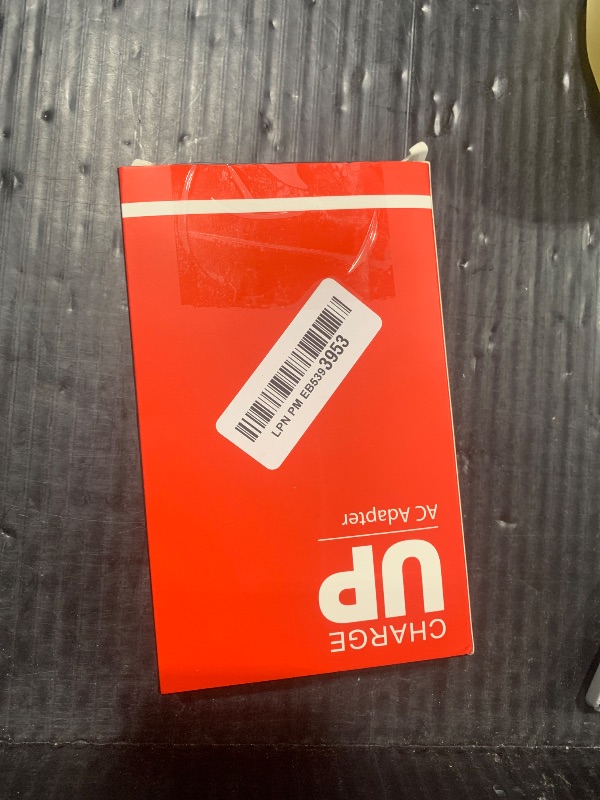 CHARGE
UP
AC Adapter
LPN PM EB5393953